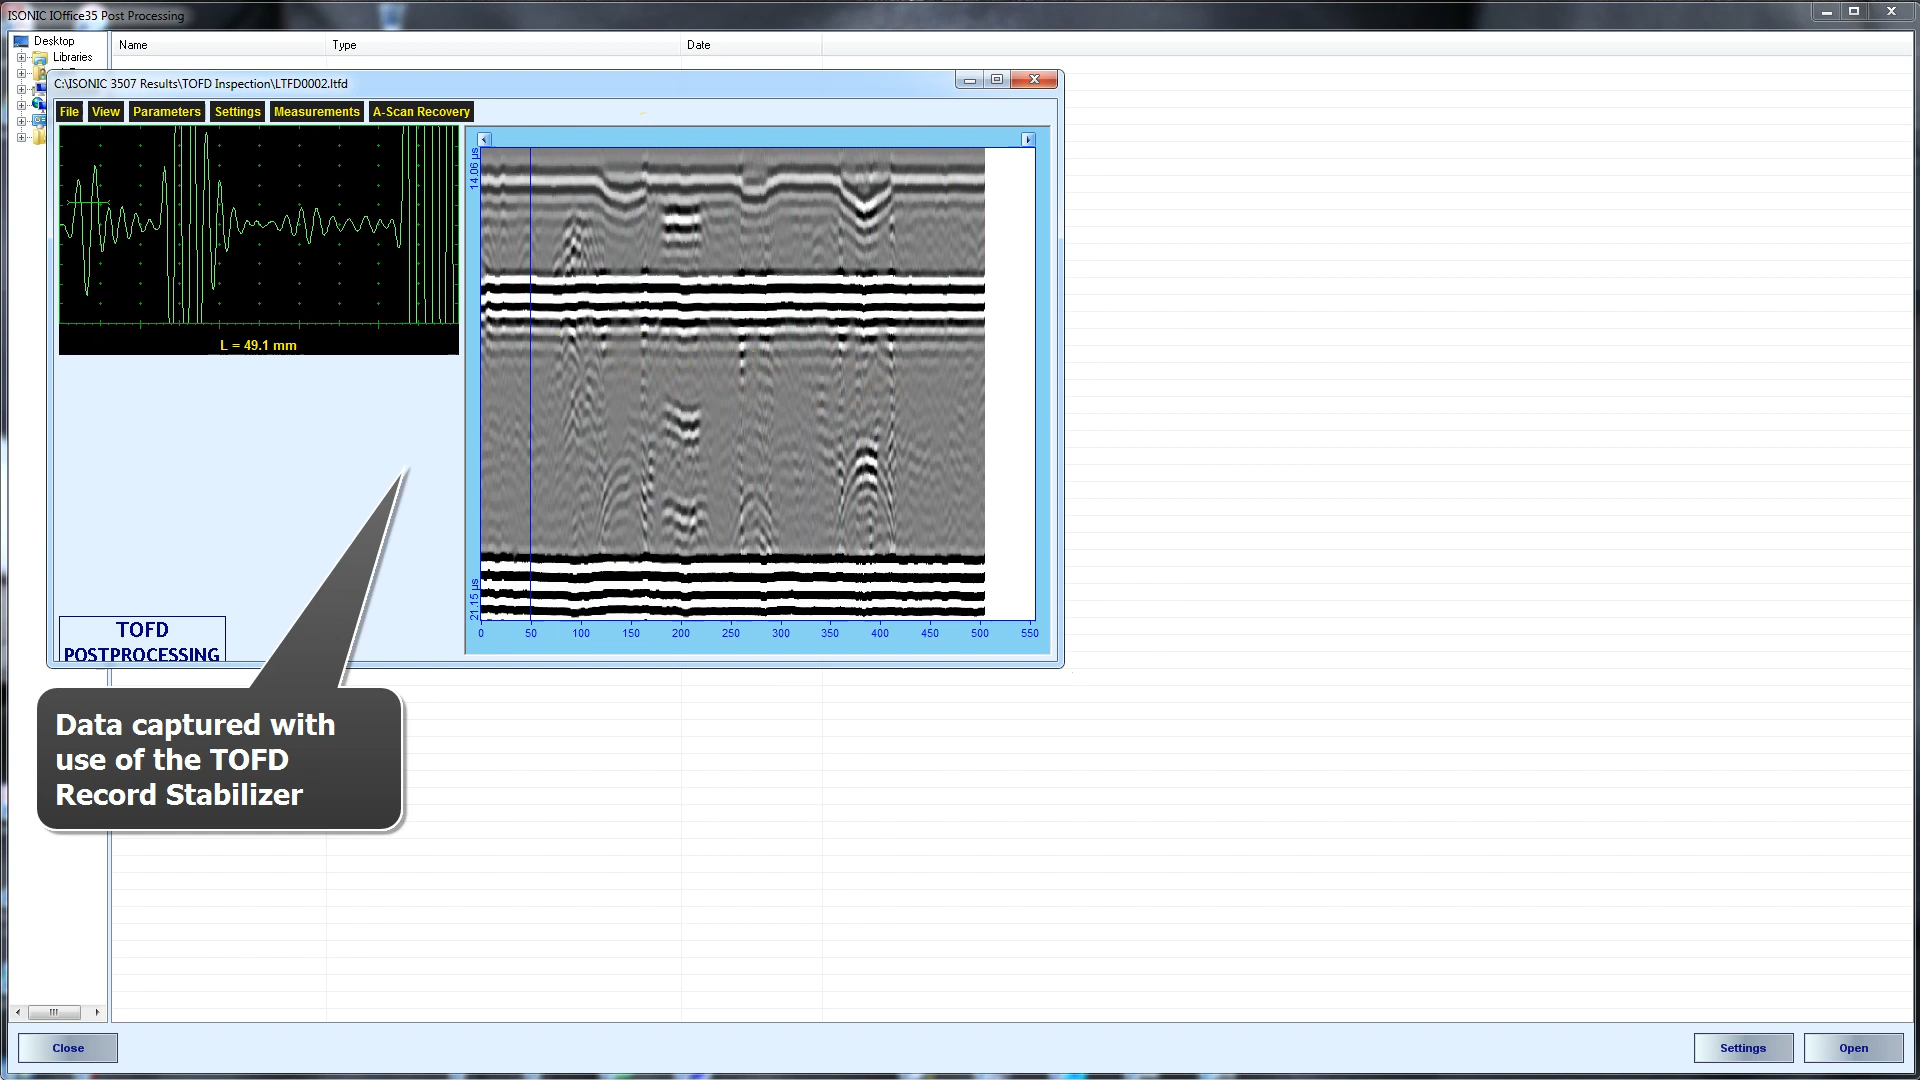 ISONIC IOffice35 Post Processing
Desktop
Libraries
Name Type Date
C:\ISONIC 3507 Results\TOFD Inspection\LTFD0002.ltfd
File View Parameters Settings Measurements A-Scan Recovery
14.06 µs
L = 49.1 mm
21.15 µs
0 50 100 150 200 250 300 350 400 450 500 550
TOFD
POSTPROCESSING
Data captured with
use of the TOFD
Record Stabilizer
Close Settings Open